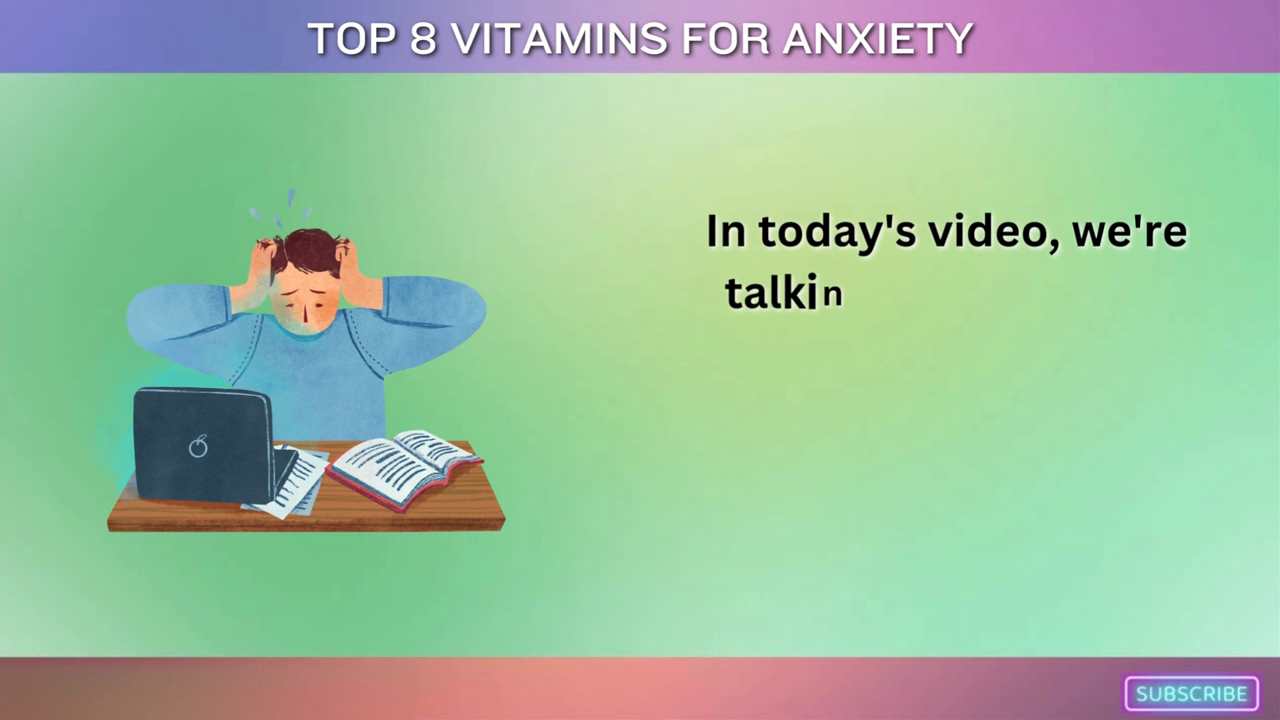 TOP 8 VITAMINS FOR ANXIETY
In today's video, we're
talkin
SUBSCRIBE